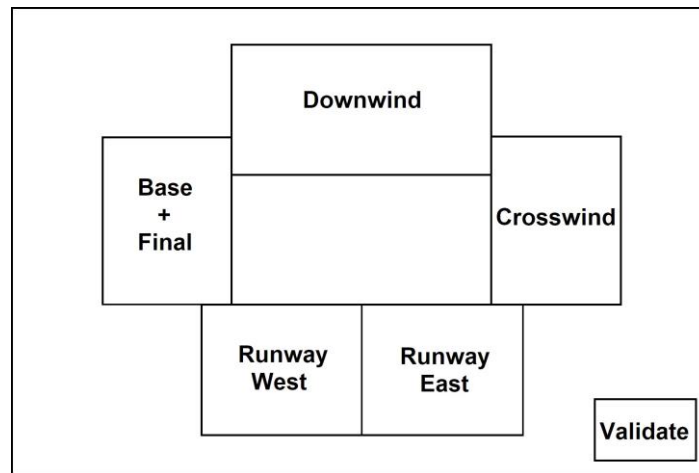 Downwind
Base
+
Final
Crosswind
Runway
West
Runway
East
Validate